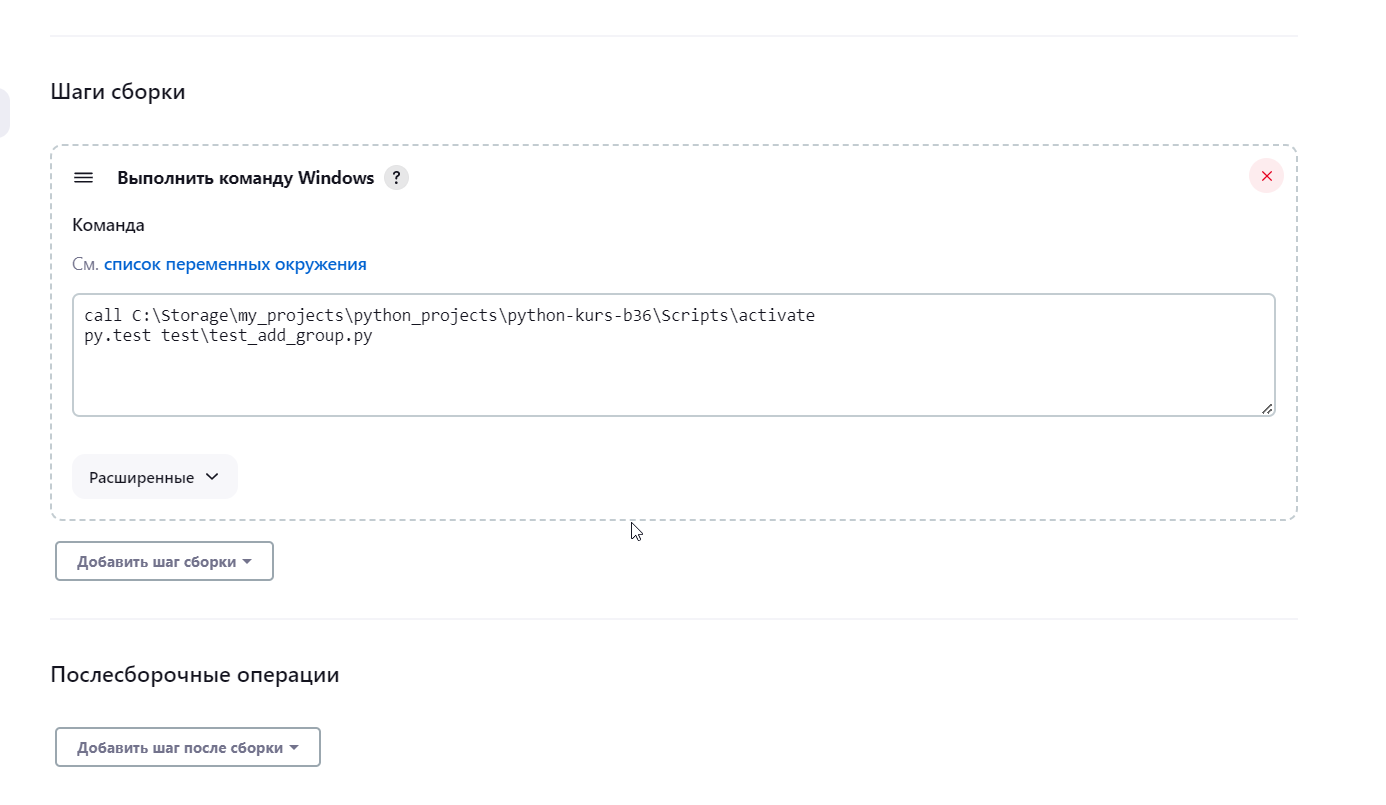 Шаги сборки
Выполнить команду Windows ?
Команда
См. список переменных окружения
call C:\Storage\my_projects\python_projects\python-kurs-b36\Scripts\activate
py.test test\test_add_group.py
Расширенные
Добавить шаг сборки
Послесборочные операции
Добавить шаг после сборки